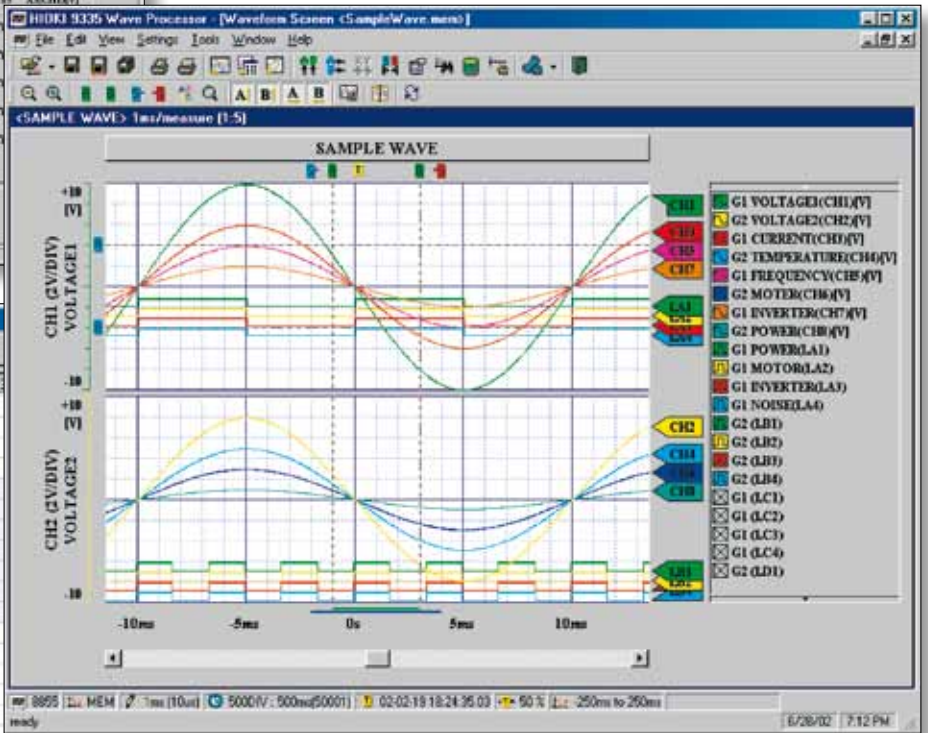 HIOKI 9335 Wave Processor - [Waveform Screen <SampleWave.mem>]
File Edit View Settings Tools Window Help
A B A B
<SAMPLE WAVE> 1ms/measure [1:5]
SAMPLE WAVE
T
+10
[V]
CH1 (2V/DIV)
VOLTAGE1
-10
CH1
CH3
CH5
CH7
LA1
+10
[V]
CH2 (2V/DIV)
VOLTAGE2
-10
CH2
CH4
CH8
LB1
-10ms -5ms 0s 5ms 10ms
G1 VOLTAGE1(CH1)[V]
G2 VOLTAGE2(CH2)[V]
G1 CURRENT(CH3)[V]
G2 TEMPERATURE(CH4)[V]
G1 FREQUENCY(CH5)[V]
G2 MOTER(CH6)[V]
G1 INVERTER(CH7)[V]
G2 POWER(CH8)[V]
G1 POWER(LA1)
G1 MOTOR(LA2)
G1 INVERTER(LA3)
G1 NOISE(LA4)
G2 (LB1)
G2 (LB2)
G2 (LB3)
G2 (LB4)
G1 (LC1)
G1 (LC2)
G1 (LC3)
G1 (LC4)
G2 (LD1)
8855 MEM 1ms (10us) 500DIV : 500ms(50001) 02-02-19 18:24:35.03 50 % -250ms to 250ms
ready 6/28/02 7:12 PM